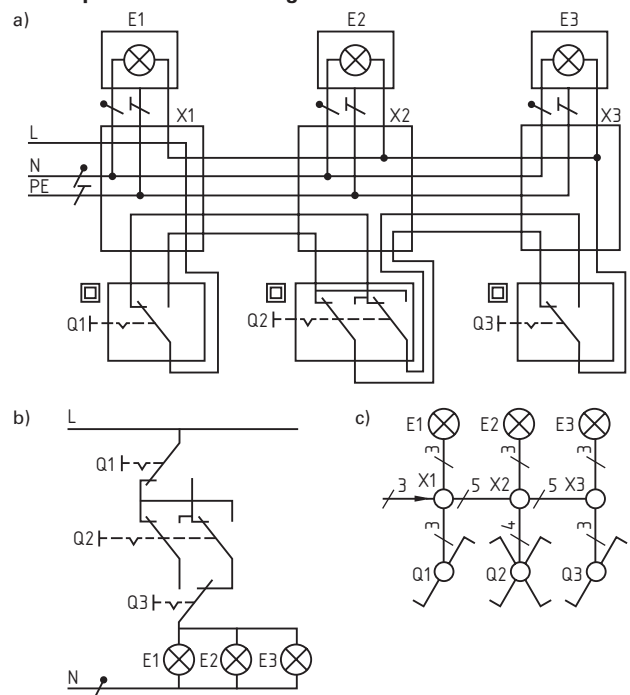 a)
E1 E2 E3
X1 X2 X3
L
N
PE
Q1 Q2 Q3
b)
L
Q1
Q2
Q3
E1 E2 E3
N
c)
E1 E2 E3
3 3 3
3 X1 5 X2 5 X3
3 4 3
Q1 Q2 Q3